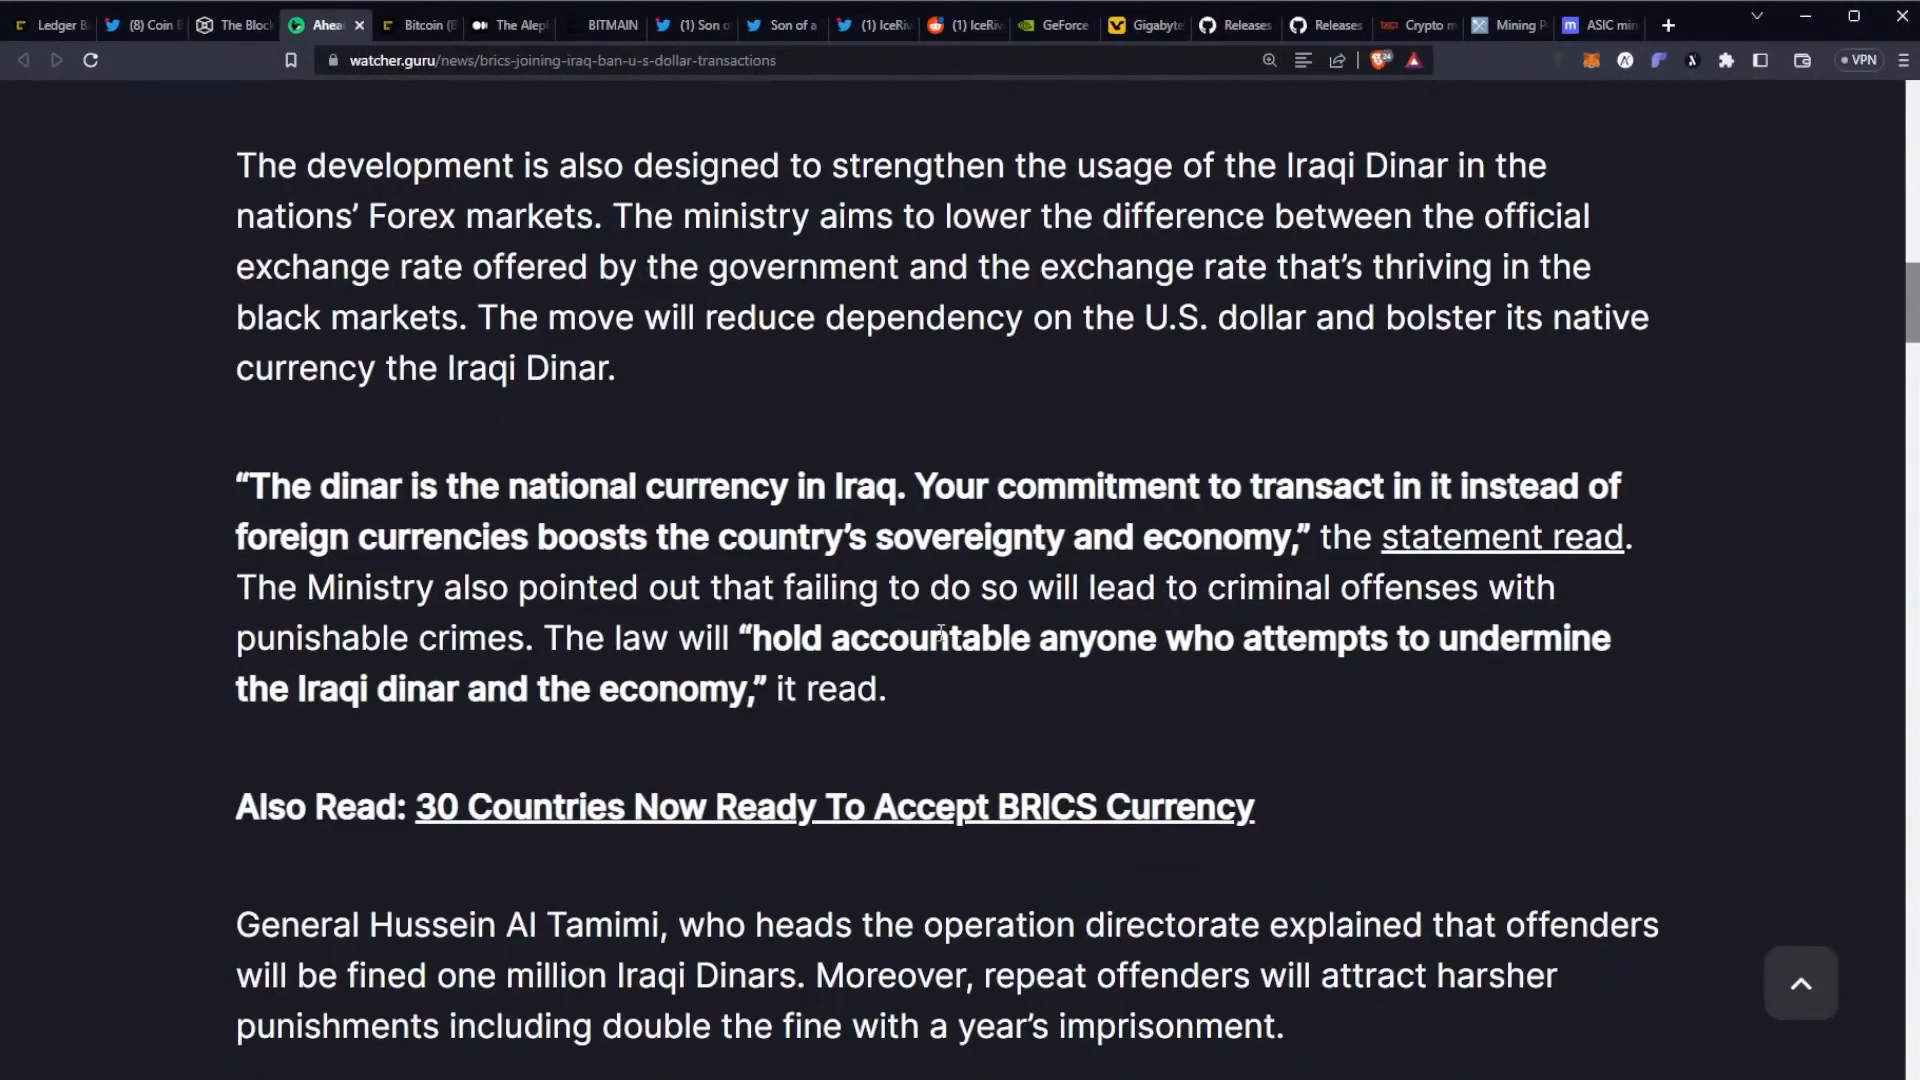 Ledger B
(8) Coin
The Block
Ahea
Bitcoin (B
The Aleph
BITMAIN
(1) Son o
Son of a
(1) IceRiv
(1) IceRiv
GeForce
Gigabyte
Releases
Releases
Crypto m
Mining P
ASIC min
watcher.guru/news/brics-joining-iraq-ban-u-s-dollar-transactions
24
VPN
The development is also designed to strengthen the usage of the Iraqi Dinar in the
nations’ Forex markets. The ministry aims to lower the difference between the official
exchange rate offered by the government and the exchange rate that’s thriving in the
black markets. The move will reduce dependency on the U.S. dollar and bolster its native
currency the Iraqi Dinar.
“The dinar is the national currency in Iraq. Your commitment to transact in it instead of
foreign currencies boosts the country’s sovereignty and economy,” the statement read.
The Ministry also pointed out that failing to do so will lead to criminal offenses with
punishable crimes. The law will “hold accountable anyone who attempts to undermine
the Iraqi dinar and the economy,” it read.
Also Read: 30 Countries Now Ready To Accept BRICS Currency
General Hussein Al Tamimi, who heads the operation directorate explained that offenders
will be fined one million Iraqi Dinars. Moreover, repeat offenders will attract harsher
punishments including double the fine with a year’s imprisonment.